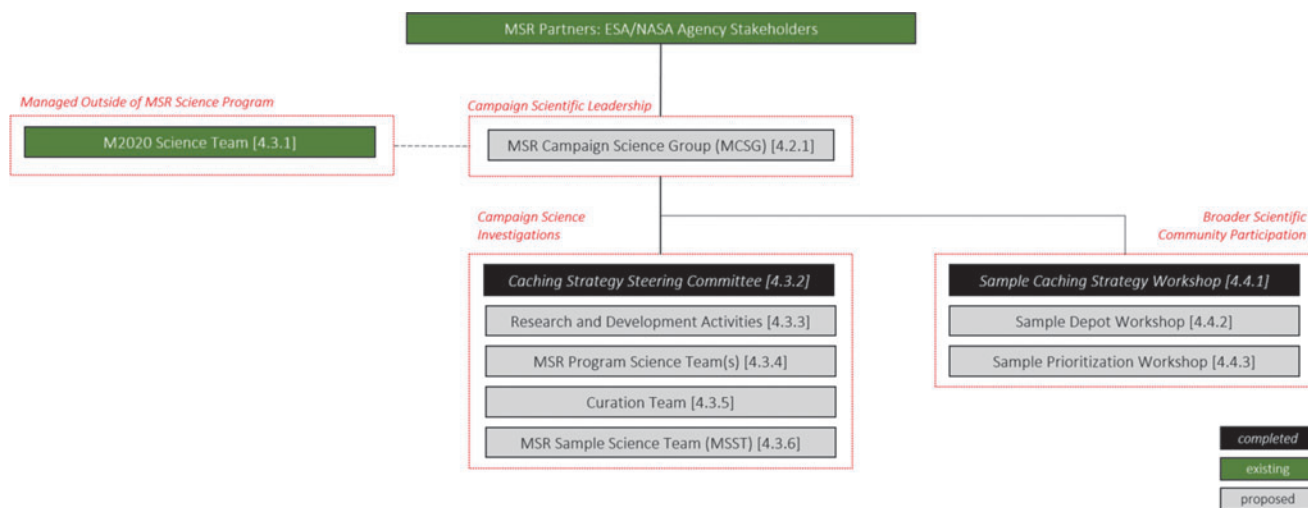 MSR Partners: ESA/NASA Agency Stakeholders
Managed Outside of MSR Science Program
M2020 Science Team [4.3.1]
Campaign Scientific Leadership
MSR Campaign Science Group (MCSG) [4.2.1]
Campaign Science
Investigations
Caching Strategy Steering Committee [4.3.2]
Research and Development Activities [4.3.3]
MSR Program Science Team(s) [4.3.4]
Curation Team [4.3.5]
MSR Sample Science Team (MSST) [4.3.6]
Broader Scientific
Community Participation
Sample Caching Strategy Workshop [4.4.1]
Sample Depot Workshop [4.4.2]
Sample Prioritization Workshop [4.4.3]
completed
existing
proposed